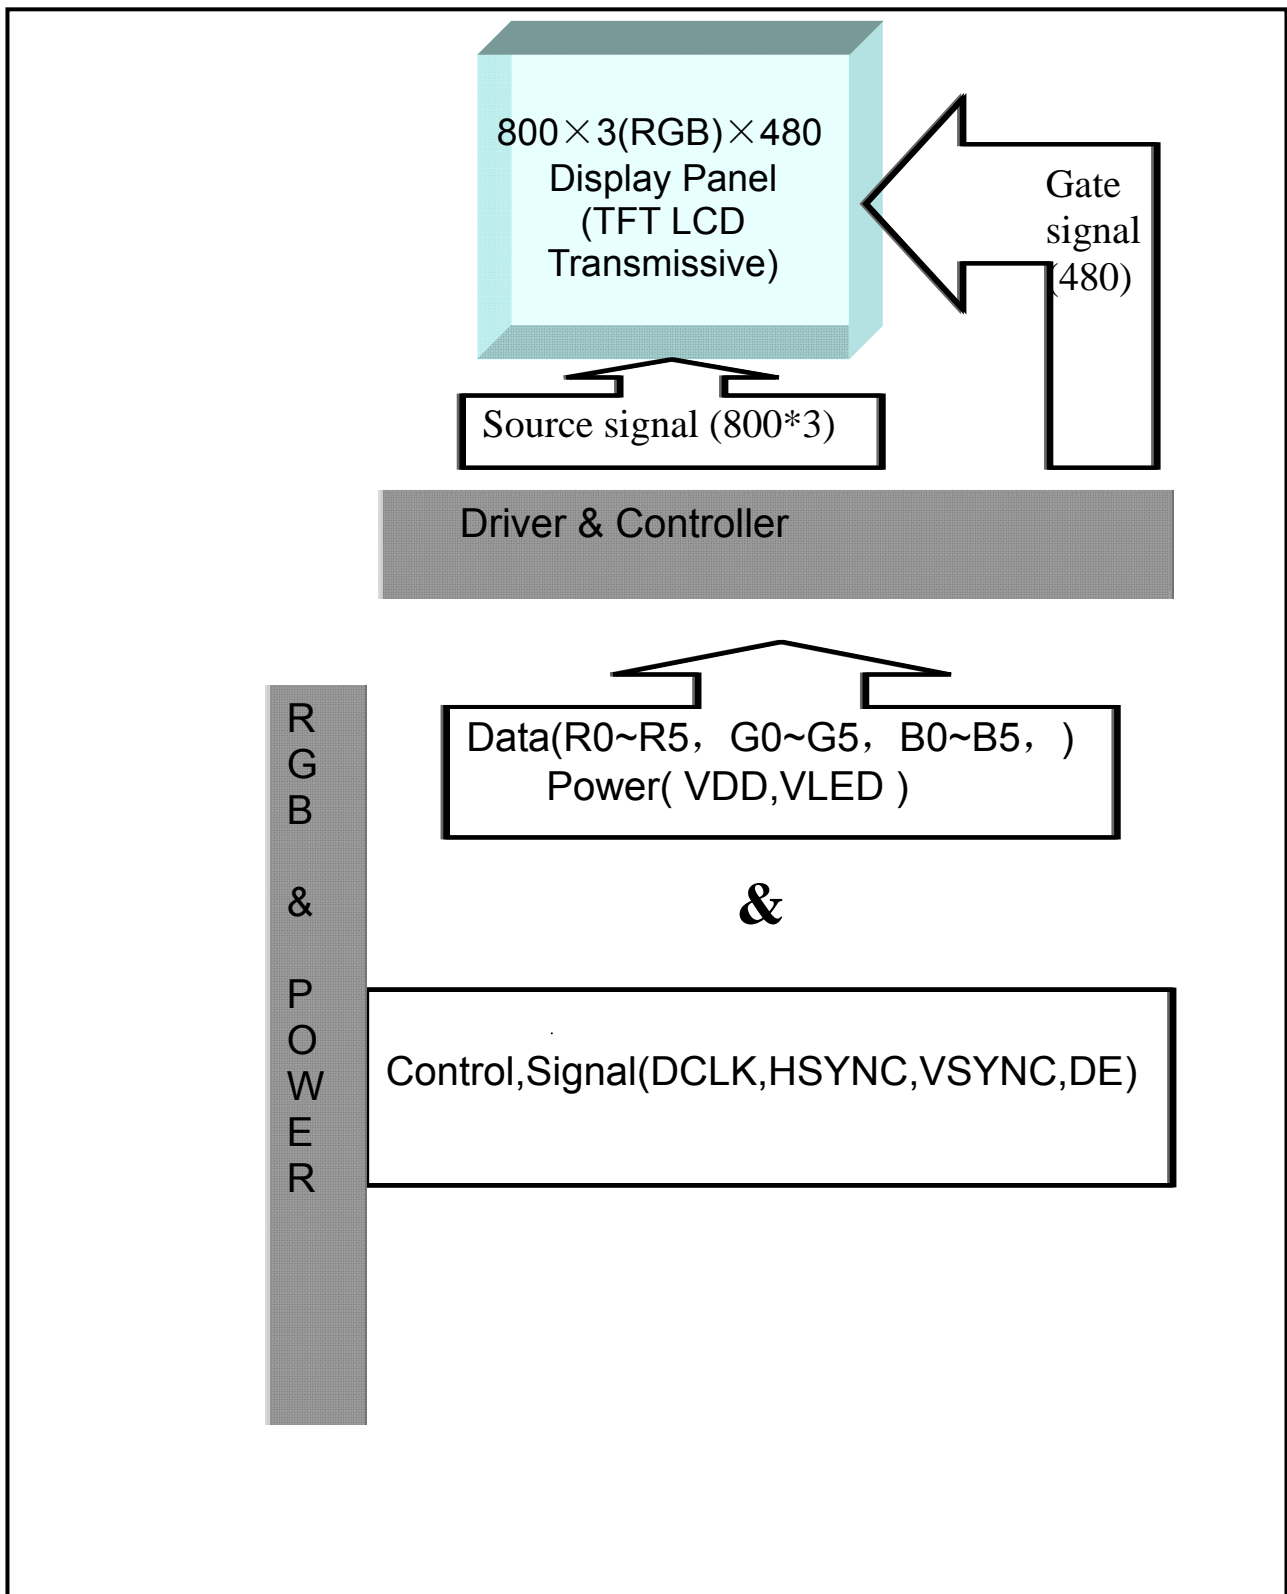 800×3(RGB)×480
Display Panel
(TFT LCD
Transmissive)
Gate
signal
(480)
Source signal (800*3)
Driver & Controller
R
G
B
&
P
O
W
E
R
Data(R0~R5，G0~G5，B0~B5，)
Power( VDD,VLED )
&
Control,Signal(DCLK,HSYNC,VSYNC,DE)